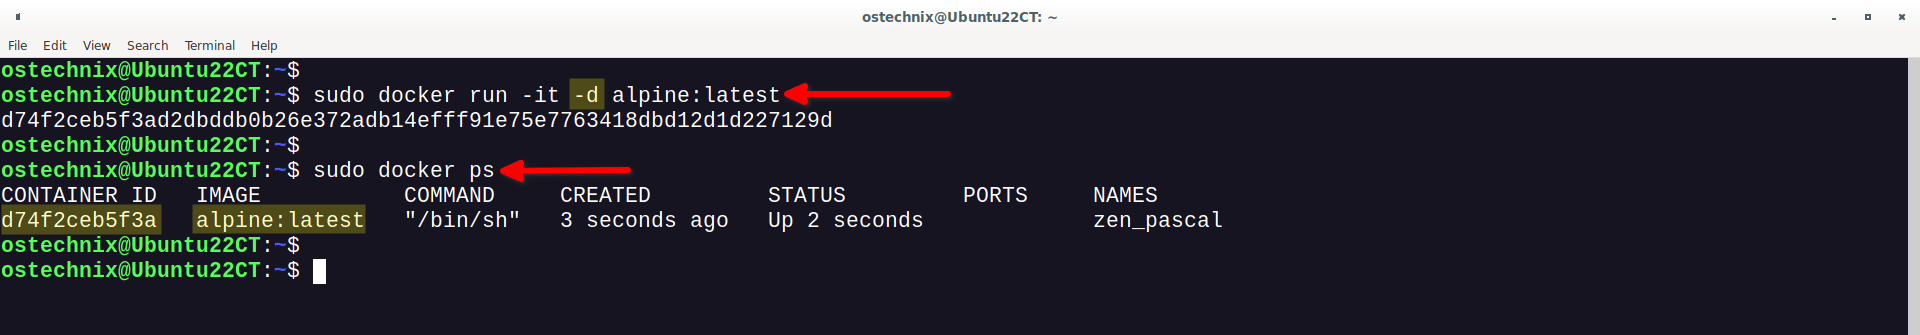 ostechnix@Ubuntu22CT: ~
File Edit View Search Terminal Help
ostechnix@Ubuntu22CT:~$
ostechnix@Ubuntu22CT:~$ sudo docker run -it -d alpine:latest
d74f2ceb5f3ad2dbddb0b26e372adb14efff91e75e7763418dbd12d1d227129d
ostechnix@Ubuntu22CT:~$
ostechnix@Ubuntu22CT:~$ sudo docker ps
CONTAINER ID   IMAGE           COMMAND     CREATED         STATUS         PORTS     NAMES
d74f2ceb5f3a   alpine:latest   "/bin/sh"   3 seconds ago   Up 2 seconds             zen_pascal
ostechnix@Ubuntu22CT:~$
ostechnix@Ubuntu22CT:~$